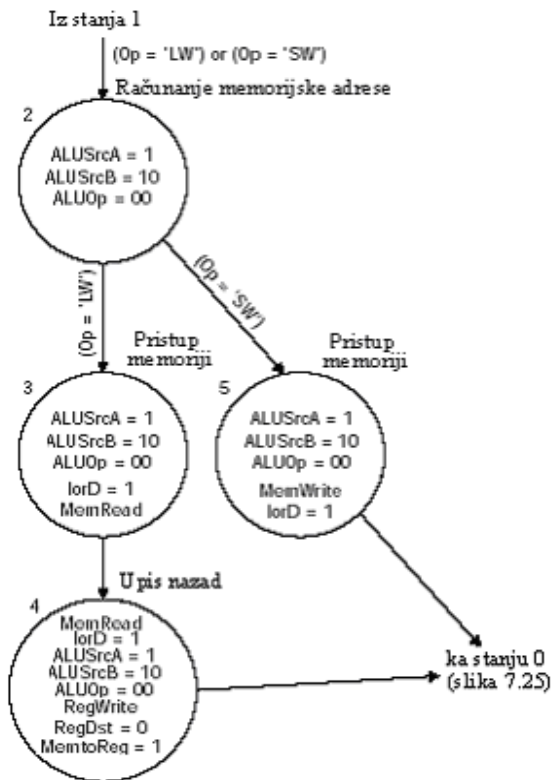 Iz stanja 1
(Op = 'LW') or (Op = 'SW')
Računanje memorijske adrese
2
ALUSrcA = 1
ALUSrcB = 10
ALUOp = 00
(Op = 'LW')
(Op = 'SW')
Pristup
memoriji
3
ALUSrcA = 1
ALUSrcB = 10
ALUOp = 00
IorD = 1
MemRead
Pristup
memoriji
5
ALUSrcA = 1
ALUSrcB = 10
ALUOp = 00
MemWrite
IorD = 1
Upis nazad
4
MemRead
IorD = 1
ALUSrcA = 1
ALUSrcB = 10
ALUOp = 00
RegWrite
RegDst = 0
MemtoReg = 1
ka stanju 0
(slika 7.25)